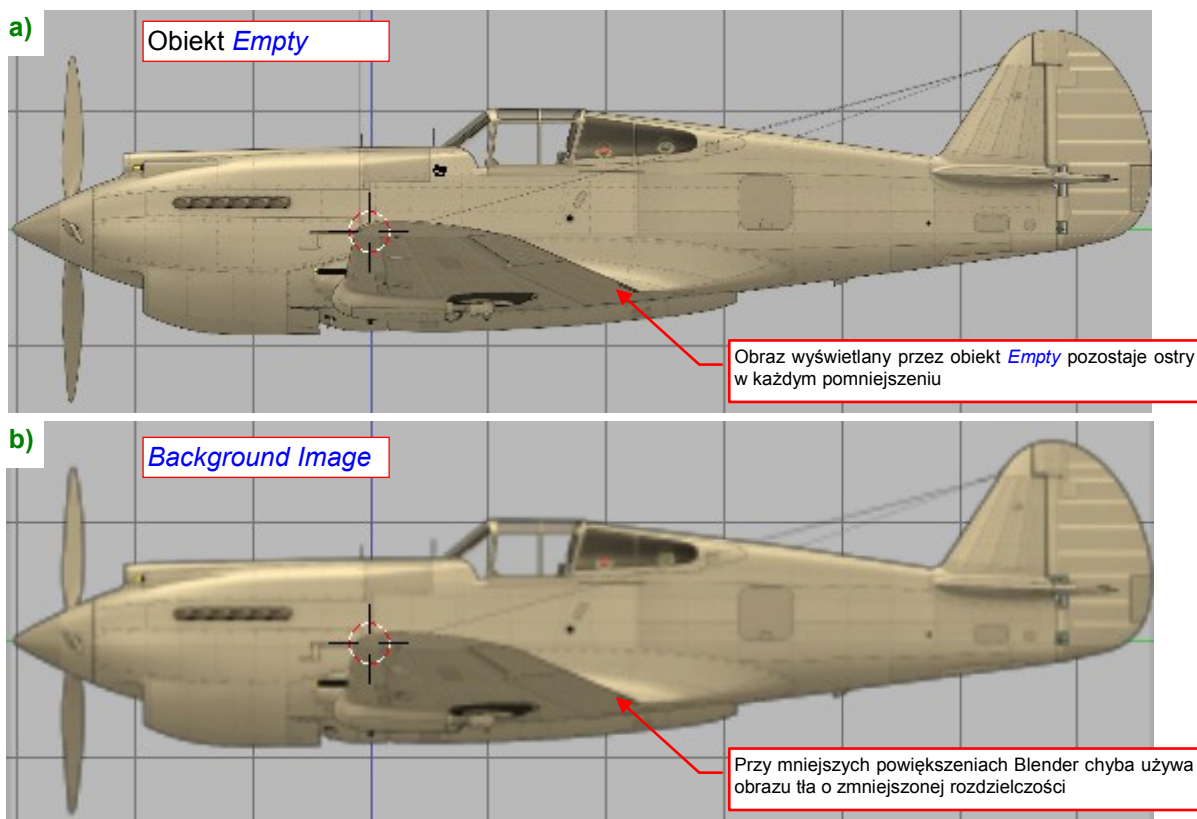 a)
Obiekt Empty
Obraz wyświetlany przez obiekt Empty pozostaje ostry
w każdym pomniejszeniu
b)
Background Image
Przy mniejszych powiększeniach Blender chyba używa
obrazu tła o zmniejszonej rozdzielczości